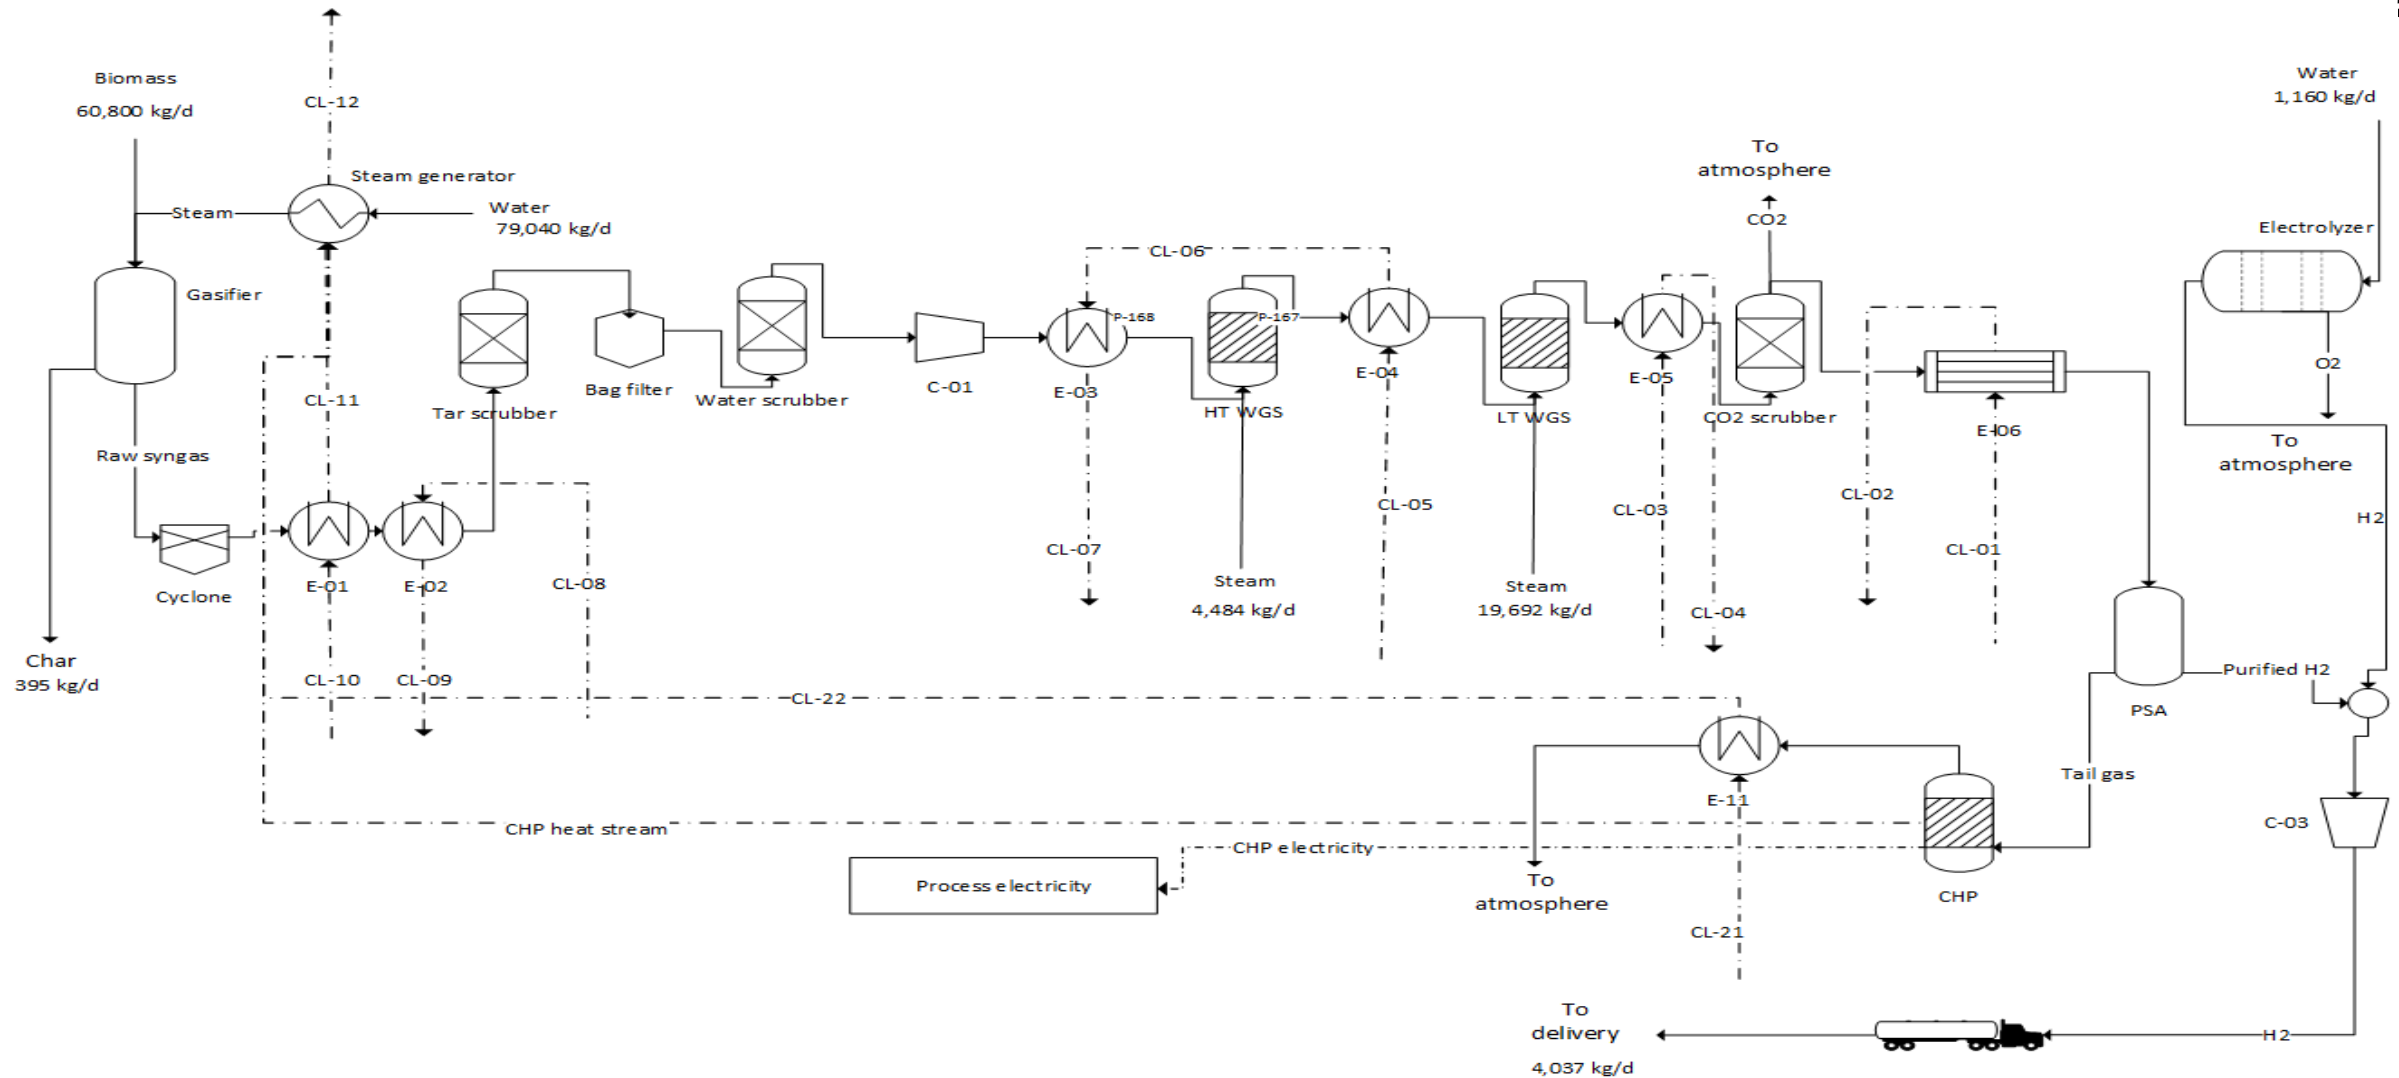 Biomass
60,800 kg/d
CL-12
Steam generator
Steam
Water
79,040 kg/d
Gasifier
CL-11
Raw syngas
Char
395 kg/d
Cyclone
E-01
E-02
CL-10
CL-09
CL-08
Tar scrubber
Bag filter
Water scrubber
C-01
CL-06
E-03
P-168
CL-07
HT WGS
P-167
Steam
4,484 kg/d
E-04
CL-05
LT WGS
Steam
19,692 kg/d
E-05
CL-03
CL-04
To
atmosphere
CO2
CO2 scrubber
CL-02
E-06
CL-01
Water
1,160 kg/d
Electrolyzer
O2
To
atmosphere
H2
Purified H2
PSA
Tail gas
C-03
CL-22
E-11
CHP heat stream
CHP electricity
Process electricity
CHP
To
atmosphere
CL-21
To
delivery
4,037 kg/d
H2